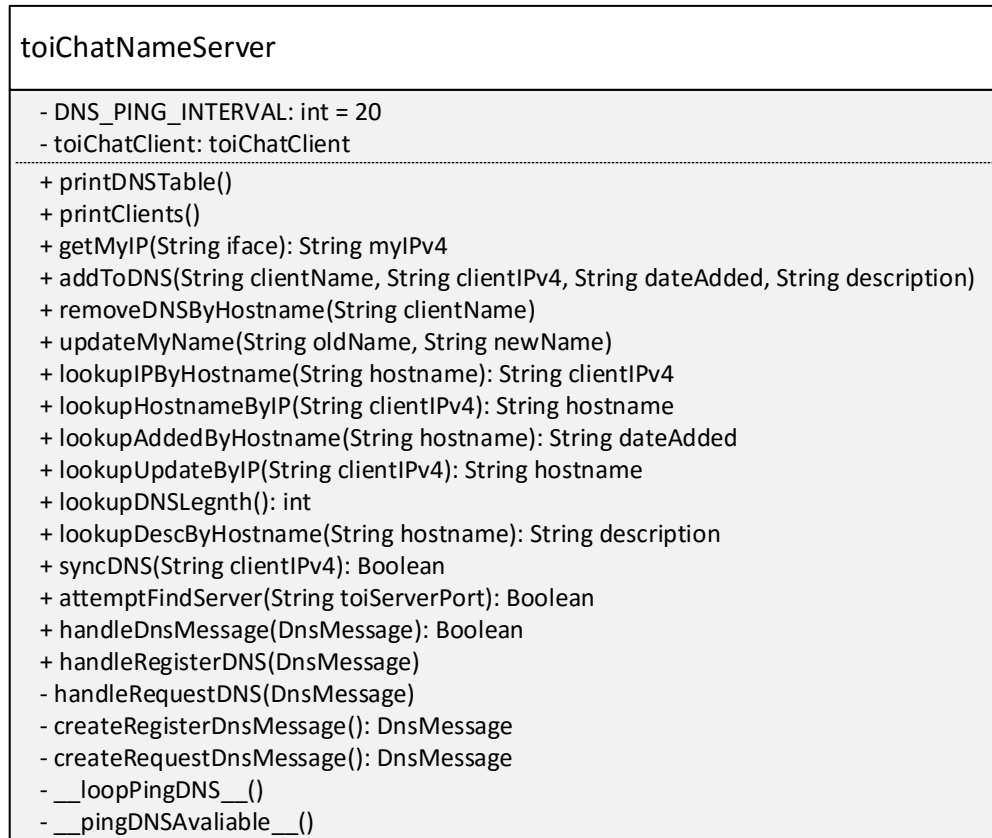 toiChatNameServer
- DNS_PING_INTERVAL: int = 20
- toiChatClient: toiChatClient
+ printDNSTable()
+ printClients()
+ getMyIP(String iface): String myIPv4
+ addToDNS(String clientName, String clientIPv4, String dateAdded, String description)
+ removeDNSByHostname(String clientName)
+ updateMyName(String oldName, String newName)
+ lookupIPByHostname(String hostname): String clientIPv4
+ lookupHostnameByIP(String clientIPv4): String hostname
+ lookupAddedByHostname(String hostname): String dateAdded
+ lookupUpdateByIP(String clientIPv4): String hostname
+ lookupDNSLegnth(): int
+ lookupDescByHostname(String hostname): String description
+ syncDNS(String clientIPv4): Boolean
+ attemptFindServer(String toiServerPort): Boolean
+ handleDnsMessage(DnsMessage): Boolean
+ handleRegisterDNS(DnsMessage)
- handleRequestDNS(DnsMessage)
- createRegisterDnsMessage(): DnsMessage
- createRequestDnsMessage(): DnsMessage
- __loopPingDNS__()
- __pingDNSAvaliable__()